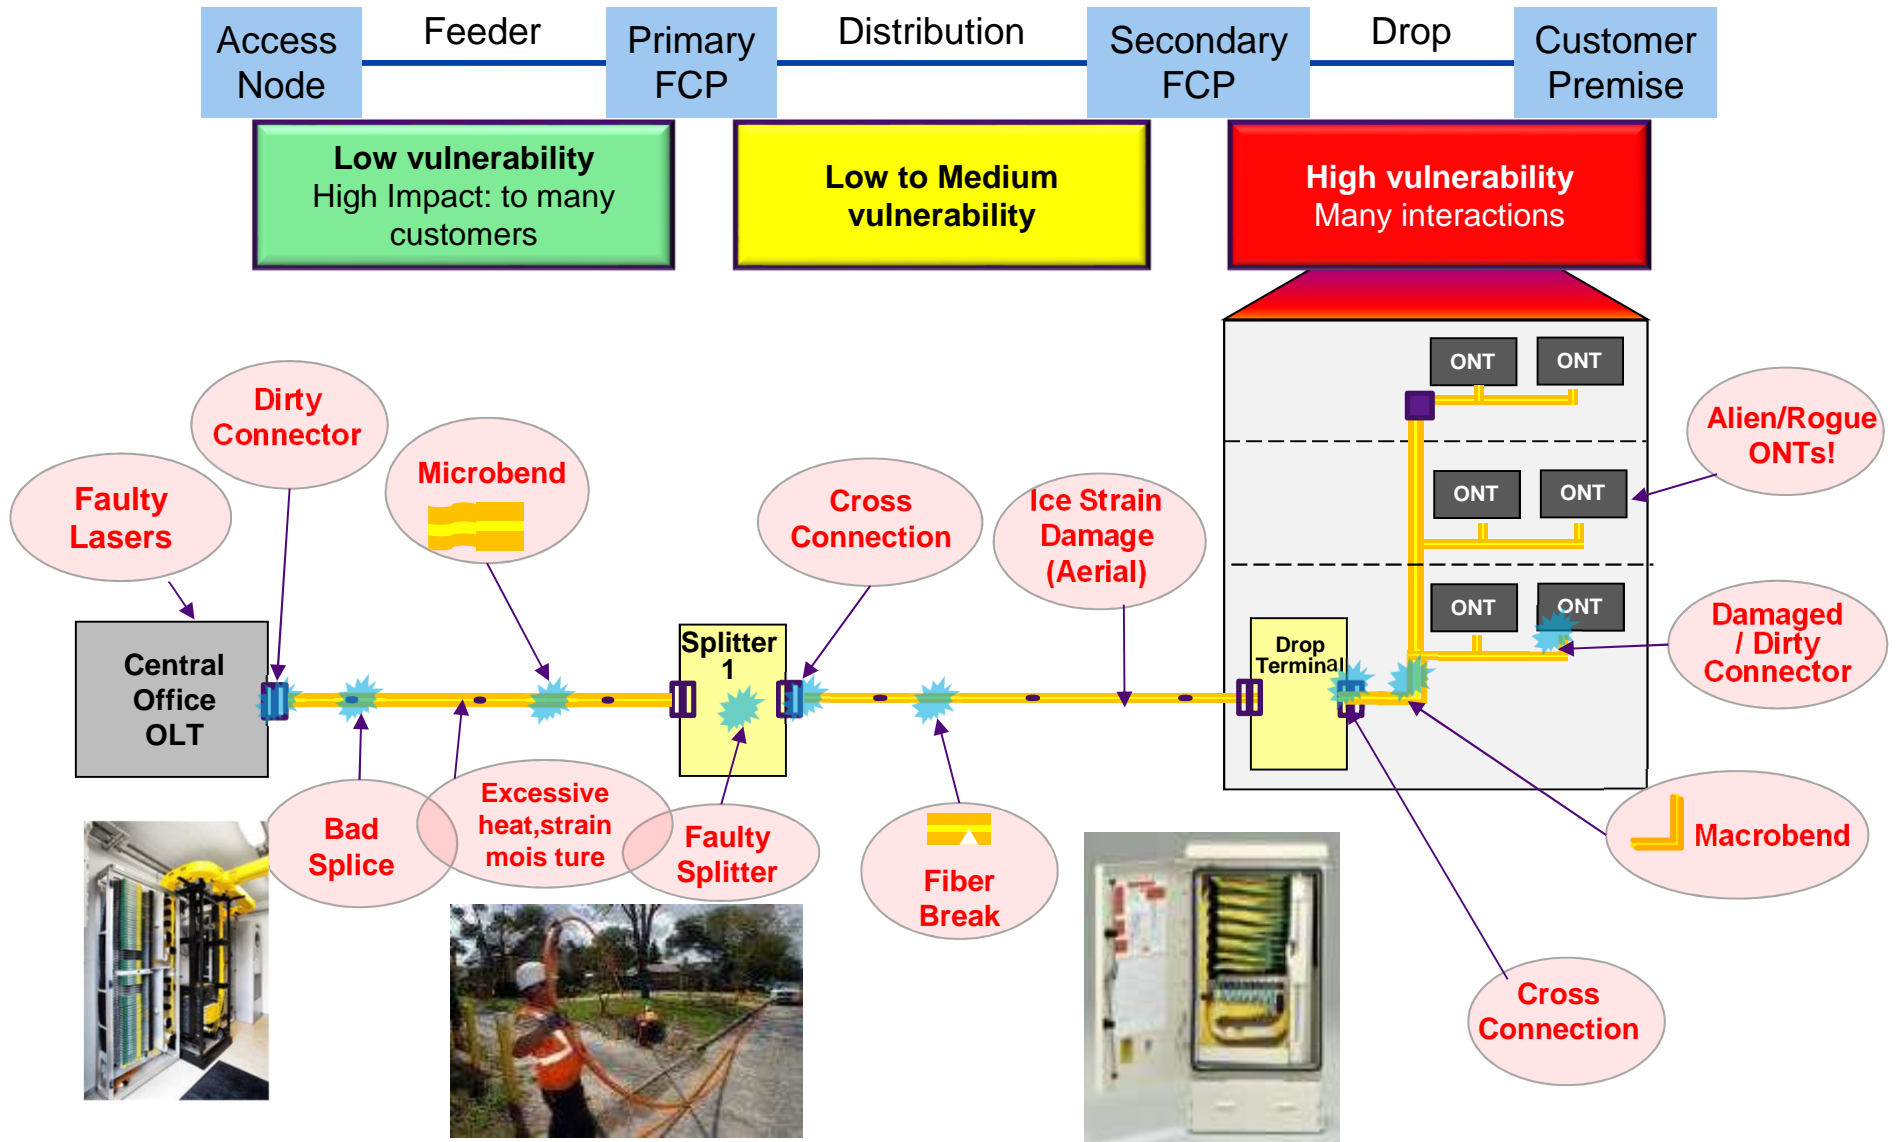 Access
Node
Feeder
Primary
FCP
Distribution
Secondary
FCP
Drop
Customer
Premise
Low vulnerability
High Impact: to many
customers
Low to Medium
vulnerability
High vulnerability
Many interactions
ONT
ONT
Dirty
Connector
Alien/Rogue
ONTs!
Microbend
Faulty
Lasers
Cross
Connection
Ice Strain
Damage
(Aerial)
ONT
ONT
ONT
ONT
Damaged
/ Dirty
Connector
Central
Office
OLT
Splitter
1
Drop
Terminal
Bad
Splice
Excessive
heat,strain
mois ture
Faulty
Splitter
Fiber
Break
Macrobend
Cross
Connection